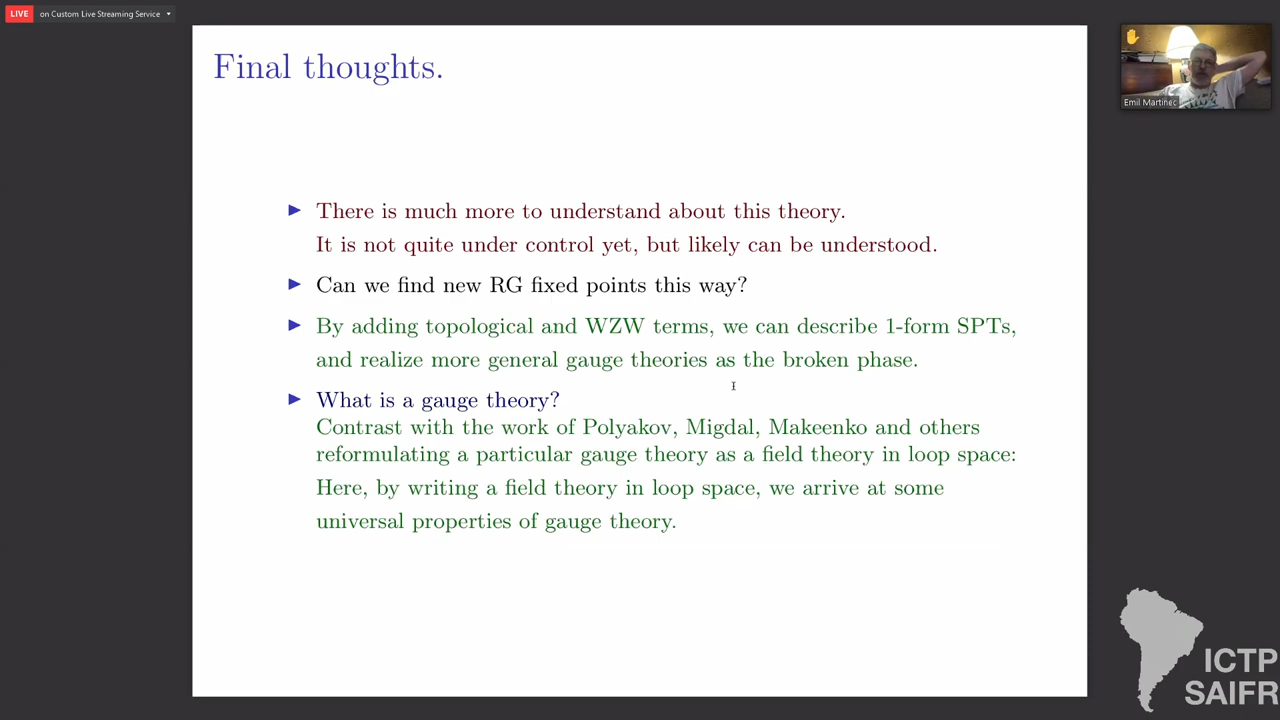 LIVE on Custom Live Streaming Service
Final thoughts.
There is much more to understand about this theory.
It is not quite under control yet, but likely can be understood.
Can we find new RG fixed points this way?
By adding topological and WZW terms, we can describe 1-form SPTs,
and realize more general gauge theories as the broken phase.
What is a gauge theory?
Contrast with the work of Polyakov, Migdal, Makeenko and others
reformulating a particular gauge theory as a field theory in loop space:
Here, by writing a field theory in loop space, we arrive at some
universal properties of gauge theory.
Emil Martinec
ICTP
SAIFR